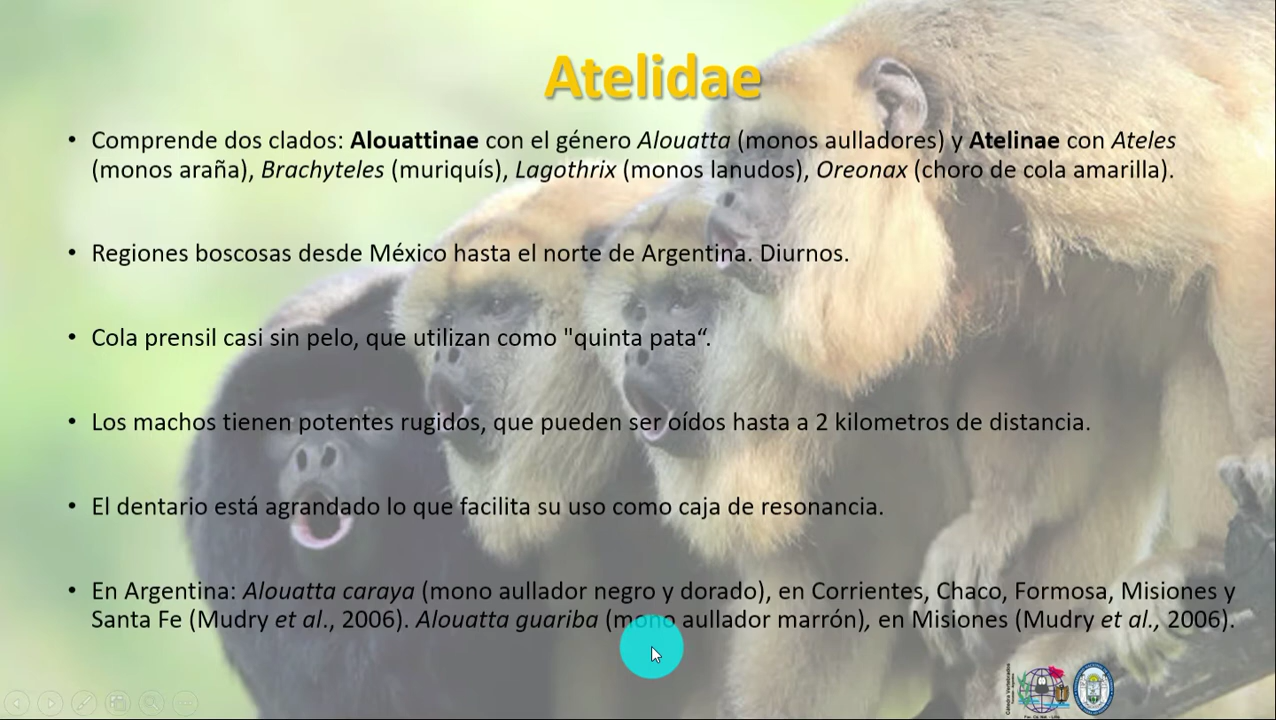 Atelidae
• Comprende dos clados: Alouattinae con el género Alouatta (monos aulladores) y Atelinae con Ateles
(monos araña), Brachyteles (muriquís), Lagothrix (monos lanudos), Oreonax (choro de cola amarilla).
• Regiones boscosas desde México hasta el norte de Argentina. Diurnos.
• Cola prensil casi sin pelo, que utilizan como "quinta pata“.
• Los machos tienen potentes rugidos, que pueden ser oídos hasta a 2 kilometros de distancia.
• El dentario está agrandado lo que facilita su uso como caja de resonancia.
• En Argentina: Alouatta caraya (mono aullador negro y dorado), en Corrientes, Chaco, Formosa, Misiones y
Santa Fe (Mudry et al., 2006). Alouatta guariba (mono aullador marrón), en Misiones (Mudry et al., 2006).